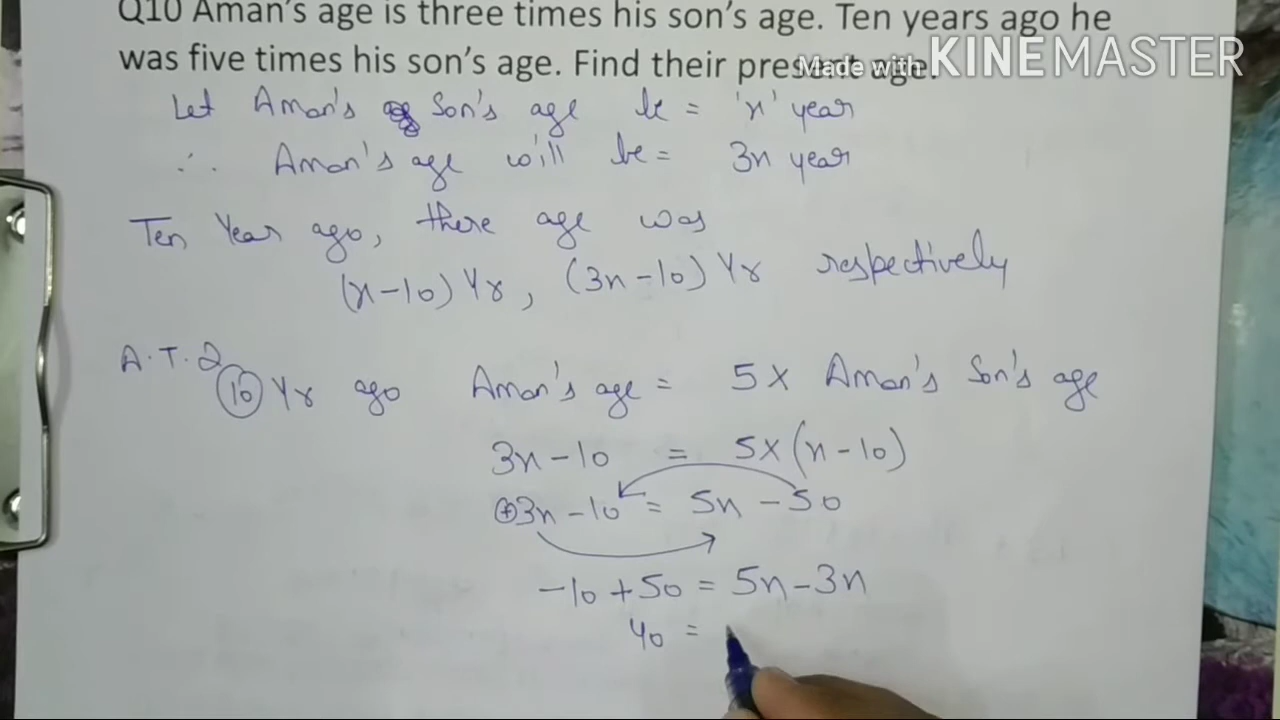 Q10 Aman's age is three times his son's age. Ten years ago he
was five times his son's age. Find their present age.
Made with KINEMASTER
Let Aman's Son's age be = 'x' year
∴ Aman's age will be = 3x year
Ten Year ago, there age was
(x-10) Yr, (3x-10) Yr respectively
A.T.Q
10 Yr ago Aman's age = 5 x Aman's Son's age
3x-10 = 5x(x-10)
+3x-10 = 5x-50
-10+50 = 5x-3x
40 =